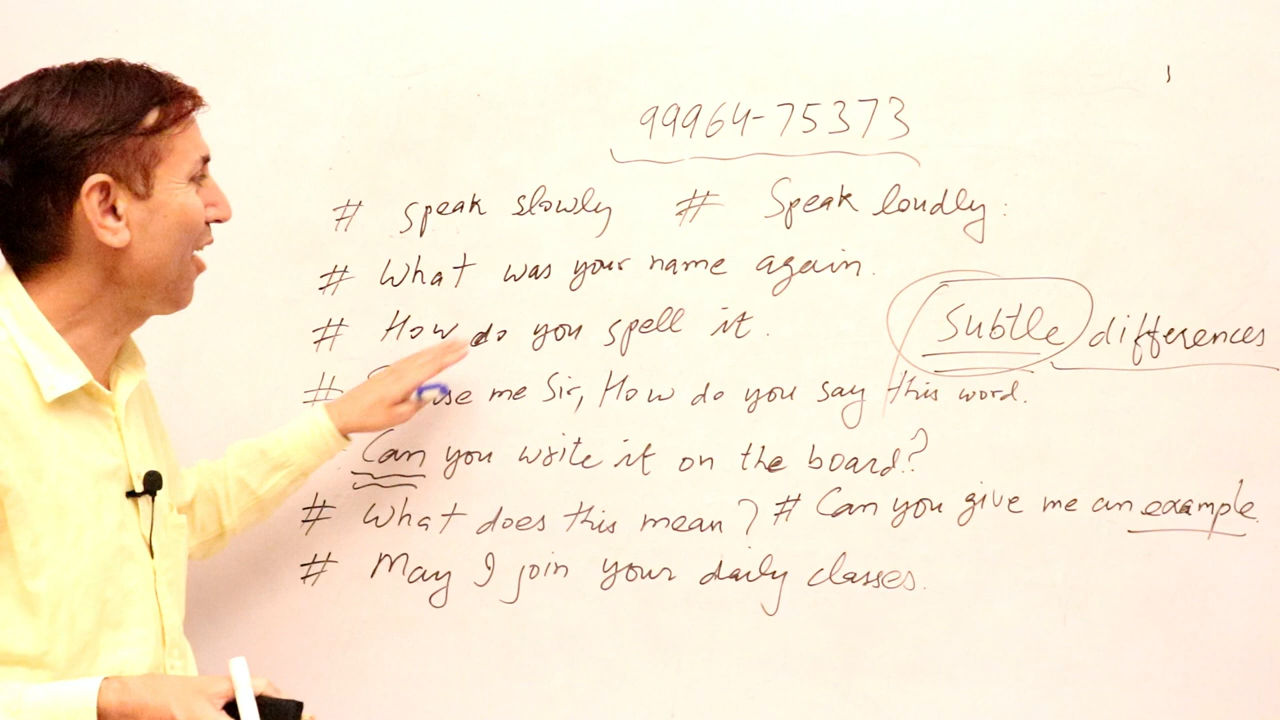 99964-75373
# speak slowly # Speak loudly.
# What was your name again.
# How do you spell it.
Subtle differences
# me Sir, How do you say this word.
Can you write it on the board?
# What does this mean? # Can you give me an example.
# May I join your daily classes.